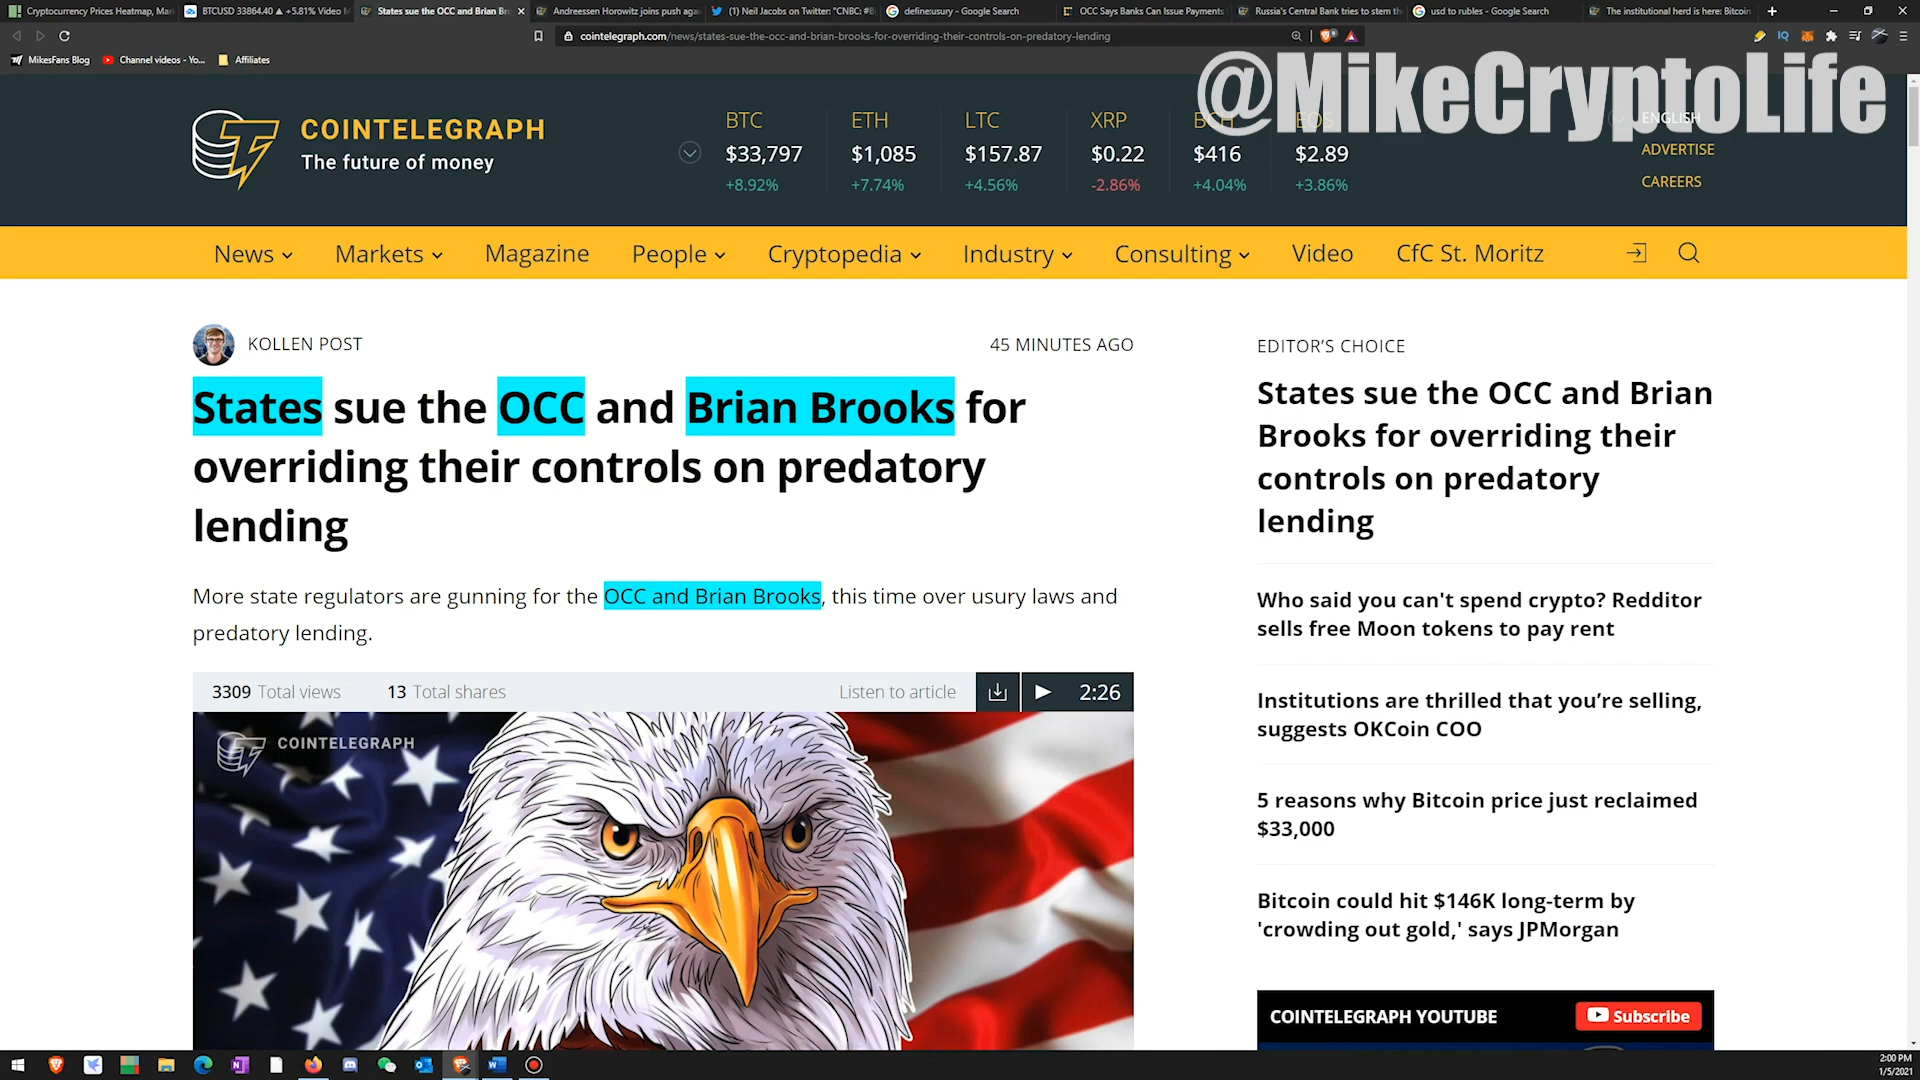 Cryptocurrency Prices Heatmap, Mar
BTCUSD 33864.40 ▲ +5.81% Video M
States sue the OCC and Brian Br
Andreessen Horowitz joins push aga
(1) Neil Jacobs on Twitter: "CNBC: #B
define:usury - Google Search
OCC Says Banks Can Issue Payments
Russia's Central Bank tries to stem th
usd to rubles - Google Search
The institutional herd is here: Bitcoin
cointelegraph.com/news/states-sue-the-occ-and-brian-brooks-for-overriding-their-controls-on-predatory-lending
MikesFans Blog
Channel videos - Yo...
Affiliates
@MikeCryptoLife
COINTELEGRAPH
The future of money
BTC
$33,797
+8.92%
ETH
$1,085
+7.74%
LTC
$157.87
+4.56%
XRP
$0.22
-2.86%
BCH
$416
+4.04%
EOS
$2.89
+3.86%
ENGLISH
ADVERTISE
CAREERS
News
Markets
Magazine
People
Cryptopedia
Industry
Consulting
Video
CfC St. Moritz
KOLLEN POST
45 MINUTES AGO
States sue the OCC and Brian Brooks for
overriding their controls on predatory
lending
More state regulators are gunning for the OCC and Brian Brooks, this time over usury laws and
predatory lending.
3309 Total views
13 Total shares
Listen to article
2:26
COINTELEGRAPH
EDITOR'S CHOICE
States sue the OCC and Brian
Brooks for overriding their
controls on predatory
lending
Who said you can't spend crypto? Redditor
sells free Moon tokens to pay rent
Institutions are thrilled that you’re selling,
suggests OKCoin COO
5 reasons why Bitcoin price just reclaimed
$33,000
Bitcoin could hit $146K long-term by
'crowding out gold,' says JPMorgan
COINTELEGRAPH YOUTUBE
Subscribe
2:00 PM
1/5/2021